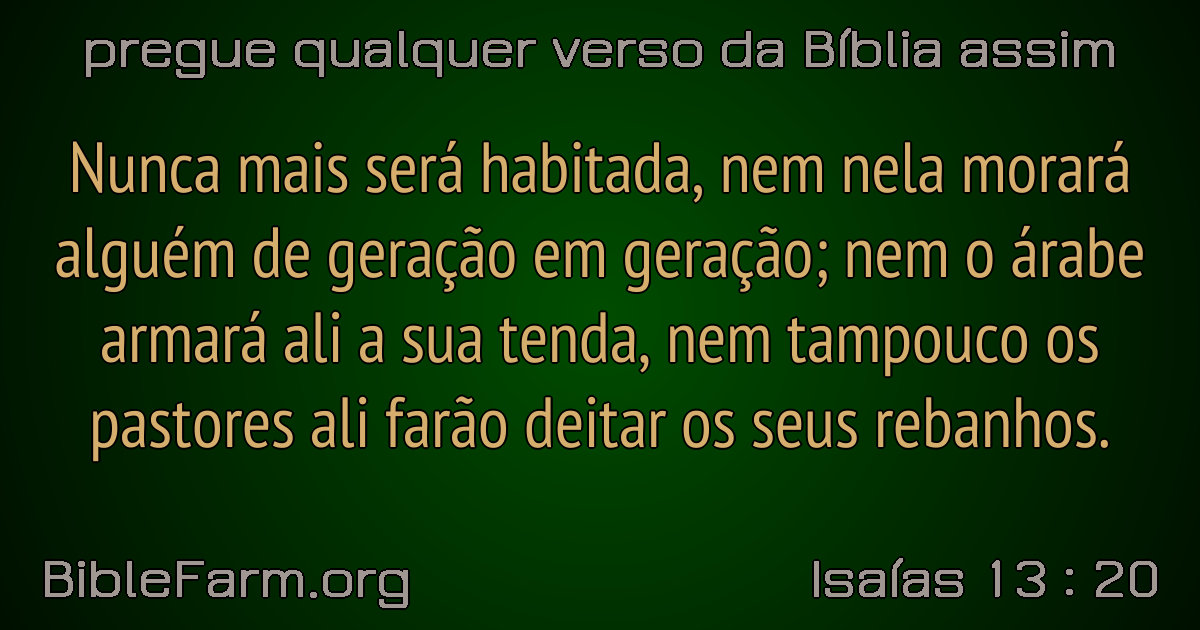 pregue qualquer verso da Bíblia assim
Nunca mais será habitada, nem nela morará
alguém de geração em geração; nem o árabe
armará ali a sua tenda, nem tampouco os
pastores ali farão deitar os seus rebanhos.
BibleFarm.org
Isaías 13 : 20